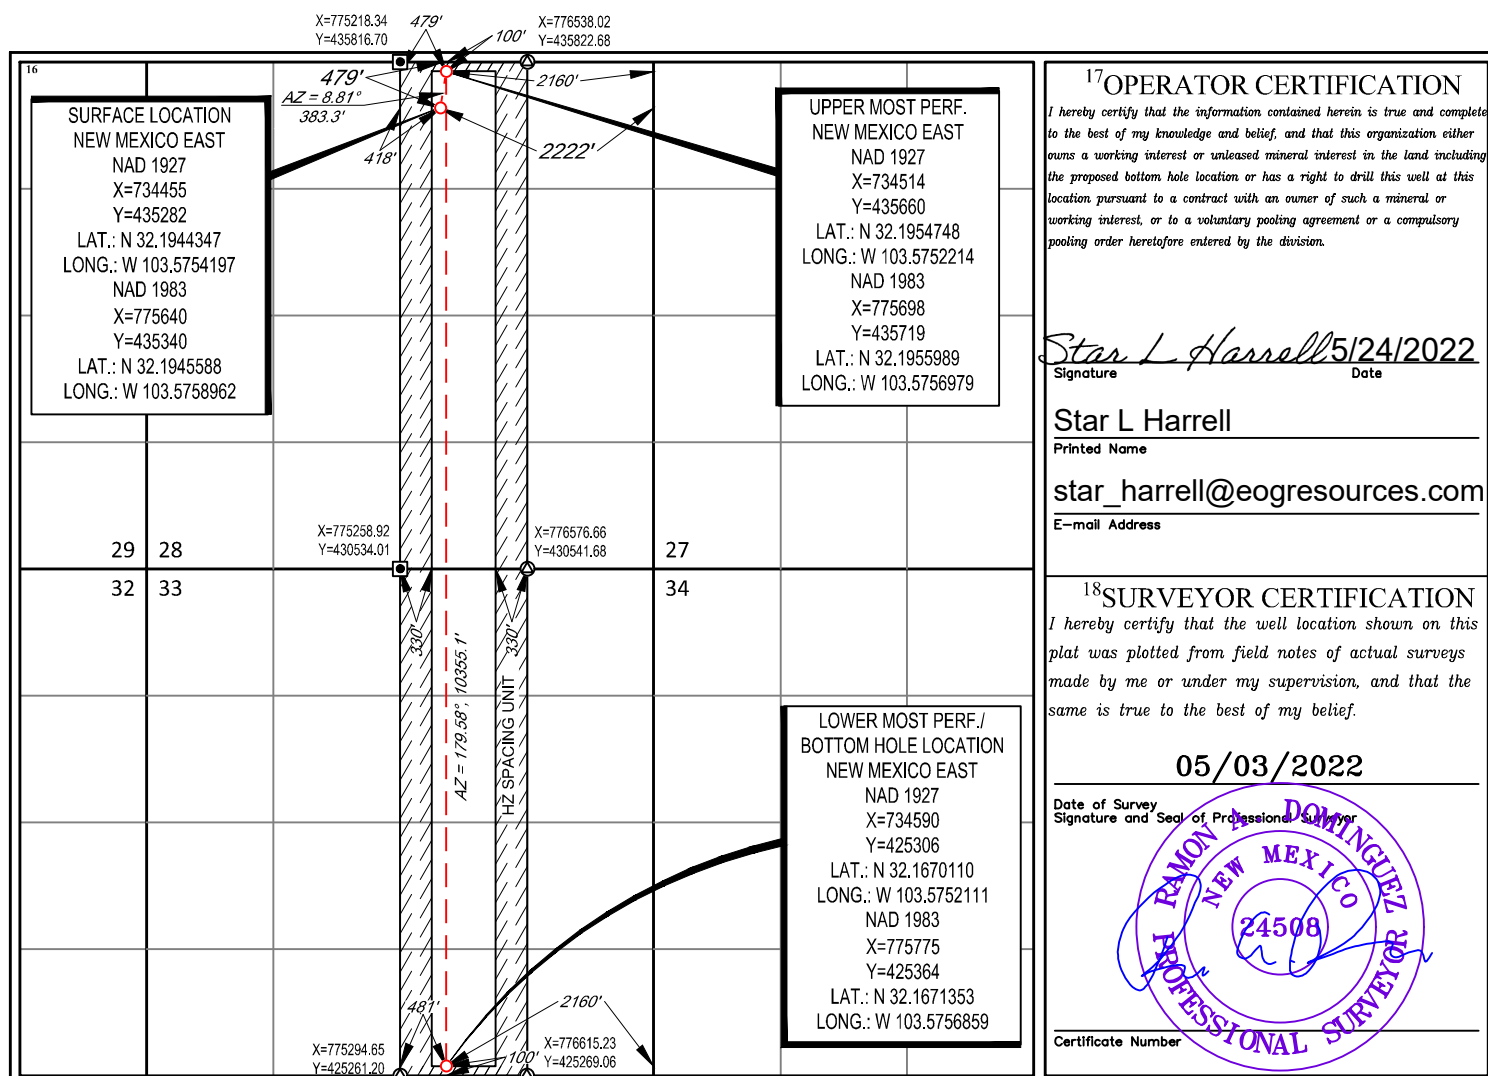 X=775218.34
Y=435816.70
479'
100'
X=776538.02
Y=435822.68
16
479'
AZ = 8.81°
383.3'
418'
2160'
2222'
SURFACE LOCATION
NEW MEXICO EAST
NAD 1927
X=734455
Y=435282
LAT.: N 32.1944347
LONG.: W 103.5754197
NAD 1983
X=775640
Y=435340
LAT.: N 32.1945588
LONG.: W 103.5758962
UPPER MOST PERF.
NEW MEXICO EAST
NAD 1927
X=734514
Y=435660
LAT.: N 32.1954748
LONG.: W 103.5752214
NAD 1983
X=775698
Y=435719
LAT.: N 32.1955989
LONG.: W 103.5756979
X=775258.92
Y=430534.01
X=776576.66
Y=430541.68
29 28
27
32 33
34
330'
330'
AZ = 179.58°, 10355.1'
HZ SPACING UNIT
LOWER MOST PERF./
BOTTOM HOLE LOCATION
NEW MEXICO EAST
NAD 1927
X=734590
Y=425306
LAT.: N 32.1670110
LONG.: W 103.5752111
NAD 1983
X=775775
Y=425364
LAT.: N 32.1671353
LONG.: W 103.5756859
481'
2160'
100'
X=775294.65
Y=425261.20
X=776615.23
Y=425269.06
17 OPERATOR CERTIFICATION
I hereby certify that the information contained herein is true and complete
to the best of my knowledge and belief, and that this organization either
owns a working interest or unleased mineral interest in the land including
the proposed bottom hole location or has a right to drill this well at this
location pursuant to a contract with an owner of such a mineral or
working interest, or to a voluntary pooling agreement or a compulsory
pooling order heretofore entered by the division.
Star L Harrell 5/24/2022
Signature Date
Star L Harrell
Printed Name
star_harrell@eogresources.com
E-mail Address
18 SURVEYOR CERTIFICATION
I hereby certify that the well location shown on this
plat was plotted from field notes of actual surveys
made by me or under my supervision, and that the
same is true to the best of my belief.
05/03/2022
Date of Survey
Signature and Seal of Professional Surveyor
RAMON A. DOMINGUEZ
NEW MEXICO
24508
PROFESSIONAL SURVEYOR
Certificate Number